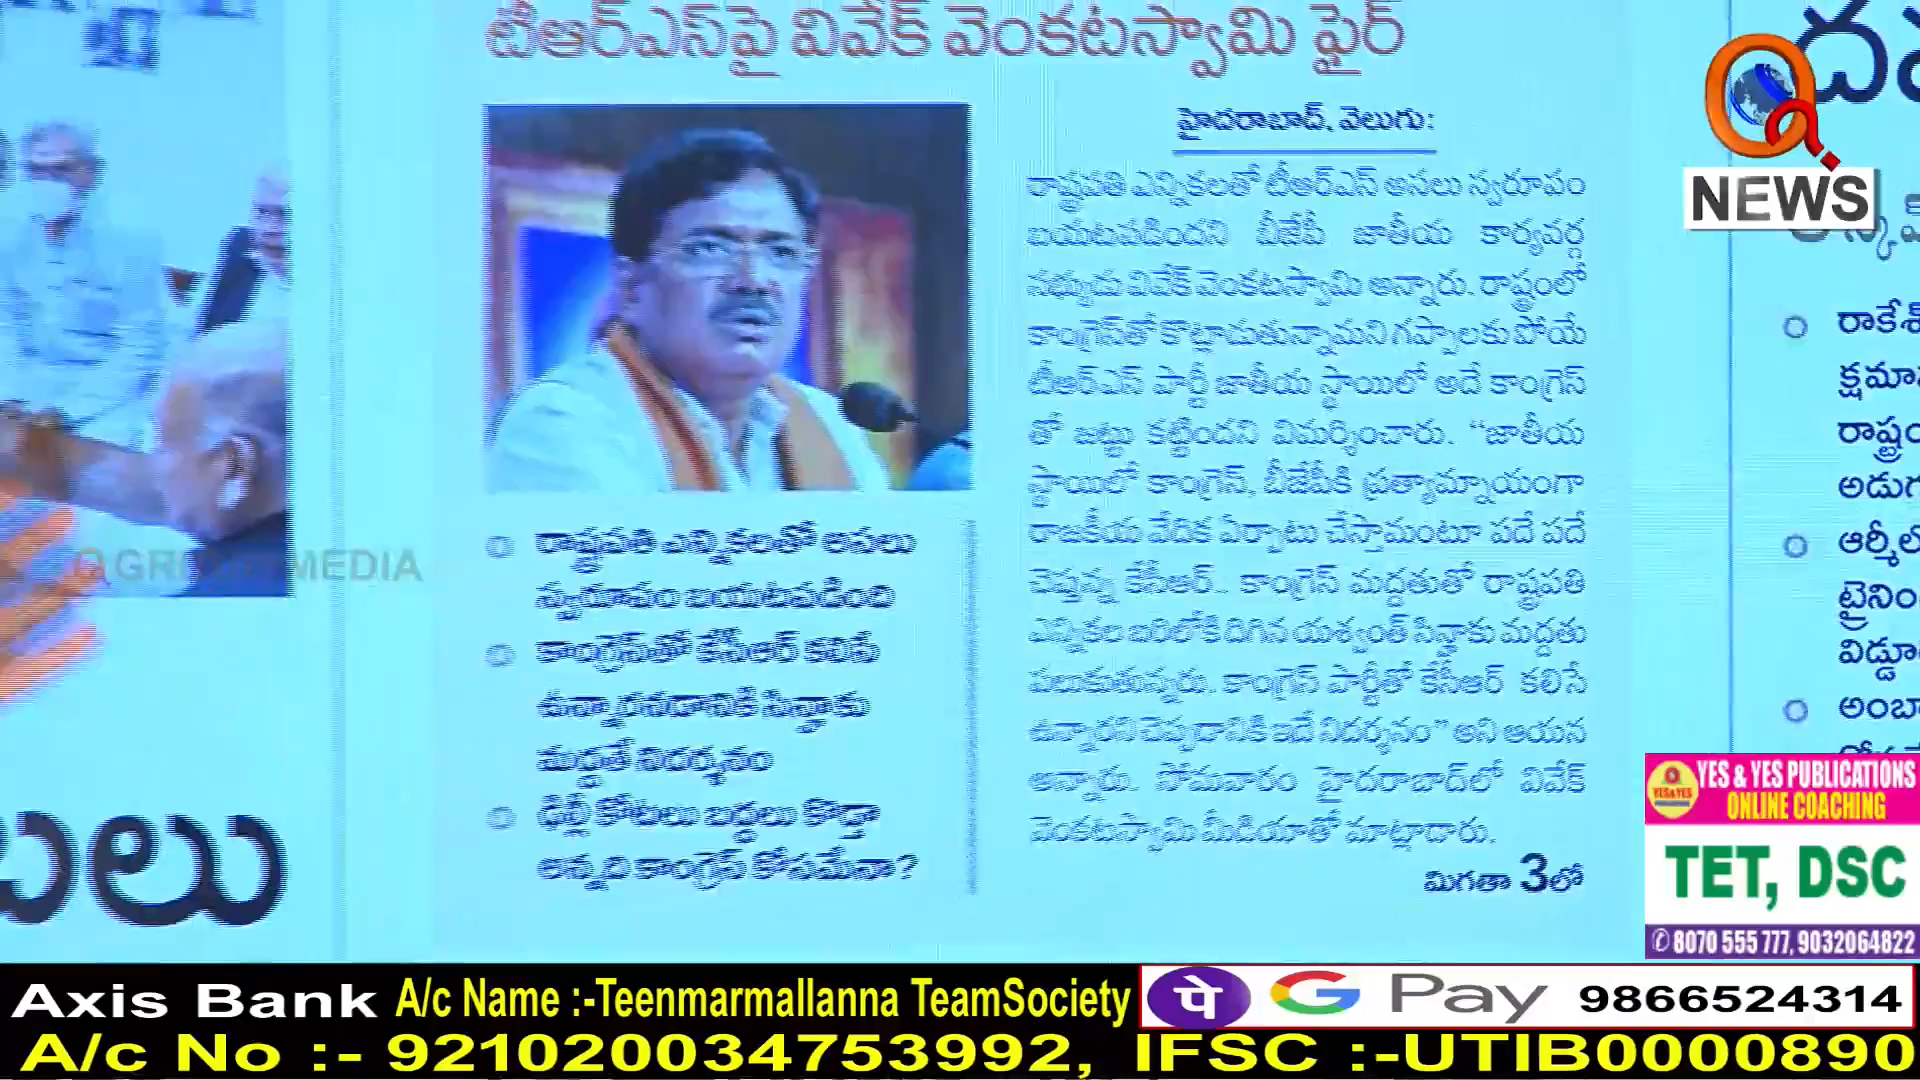 టీఆర్ఎస్‌పై వివేక్ వెంకటస్వామి ఫైర్
హైదరాబాద్, వెలుగు:
రాష్ట్రపతి ఎన్నికలతో టీఆర్ఎస్ అసలు స్వరూపం
బయటపడిందని బీజేపీ జాతీయ కార్యవర్గ
సభ్యుడు వివేక్ వెంకటస్వామి అన్నారు. రాష్ట్రంలో
కాంగ్రెస్‌తో కొట్లాడుతున్నామని గప్పాలకు పోయే
టీఆర్ఎస్ పార్టీ జాతీయ స్థాయిలో అదే కాంగ్రెస్
తో జట్టు కట్టిందని విమర్శించారు. “జాతీయ
స్థాయిలో కాంగ్రెస్, బీజేపీకి ప్రత్యామ్నాయంగా
రాజకీయ వేదిక ఏర్పాటు చేస్తామంటూ పదే పదే
చెప్తున్న కేసీఆర్.. కాంగ్రెస్ మద్దతుతో రాష్ట్రపతి
ఎన్నికల బరిలోకి దిగిన యశ్వంత్ సిన్హాకు మద్దతు
పలుకుతున్నరు. కాంగ్రెస్ పార్టీతో కేసీఆర్ కలిసే
ఉన్నారని చెప్పడానికి ఇదే నిదర్శనం” అని ఆయన
అన్నారు. సోమవారం హైదరాబాద్‌లో వివేక్
వెంకటస్వామి మీడియాతో మాట్లాడారు.
మిగతా 3లో
రాష్ట్రపతి ఎన్నికలతో అసలు
స్వరూపం బయటపడింది
కాంగ్రెస్‌తో కేసీఆర్ కలిసే
ఉన్నారనడానికి సిన్హాకు
మద్దతే నిదర్శనం
ఢిల్లీ కోటలు బద్దలు కొడ్తా
అన్నది కాంగ్రెస్ కోసమేనా?
Q GROUP MEDIA
Q NEWS
రాకేశ్
రాష్ట్రం
అడుగ
YES & YES PUBLICATIONS
ONLINE COACHING
YES&YES
TET, DSC
8070 555 777, 9032064822
Axis Bank A/c Name :-Teenmarmallanna TeamSociety
पे G Pay 9866524314
A/c No :- 921020034753992, IFSC :-UTIB0000890